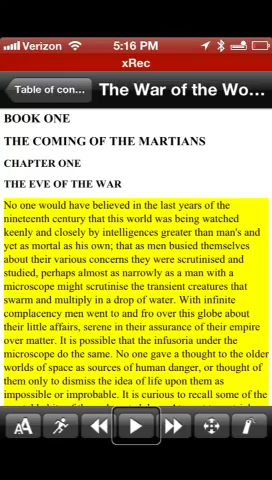 Verizon 5:16 PM
xRec
Table of con... The War of the Wo...
BOOK ONE
THE COMING OF THE MARTIANS
CHAPTER ONE
THE EVE OF THE WAR
No one would have believed in the last years of the
nineteenth century that this world was being watched
keenly and closely by intelligences greater than man's and
yet as mortal as his own; that as men busied themselves
about their various concerns they were scrutinised and
studied, perhaps almost as narrowly as a man with a
microscope might scrutinise the transient creatures that
swarm and multiply in a drop of water. With infinite
complacency men went to and fro over this globe about
their little affairs, serene in their assurance of their empire
over matter. It is possible that the infusoria under the
microscope do the same. No one gave a thought to the older
worlds of space as sources of human danger, or thought of
them only to dismiss the idea of life upon them as
impossible or improbable. It is curious to recall some of the
AA